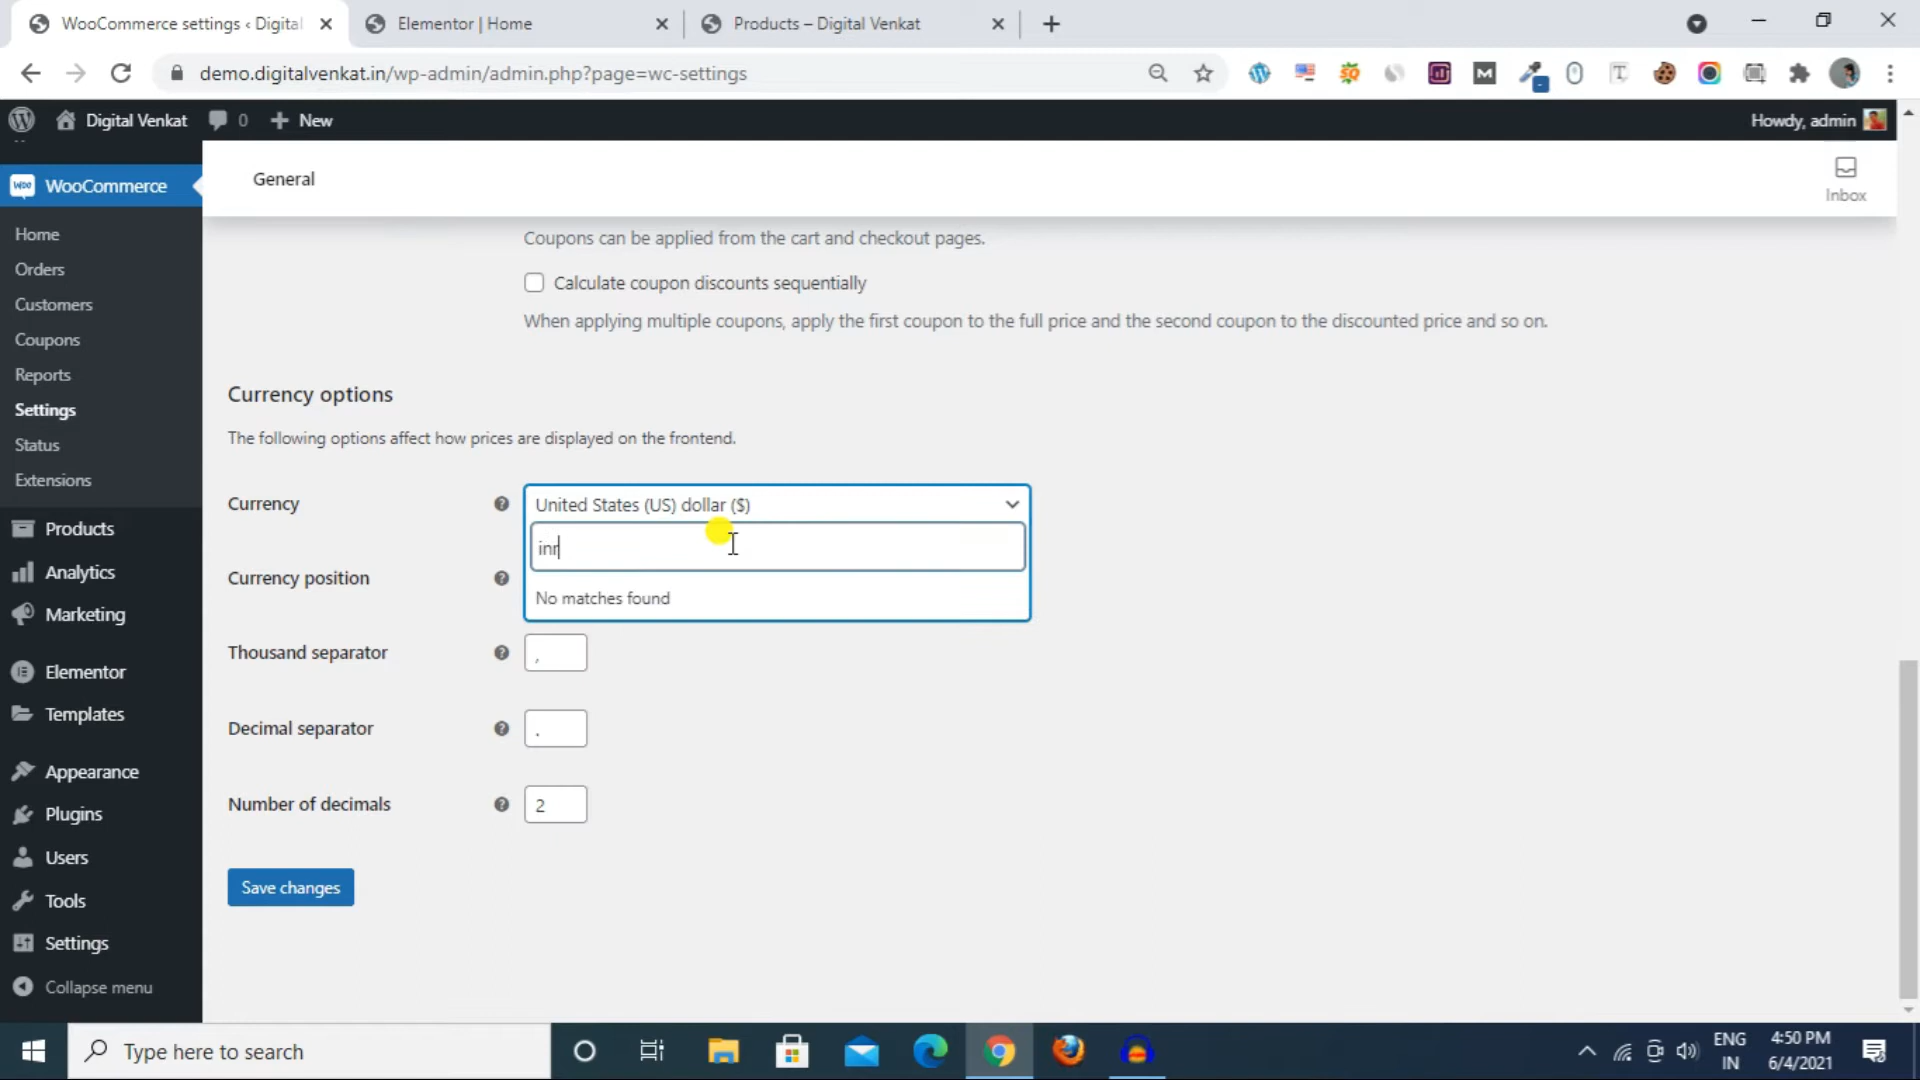 WooCommerce settings ‹ Digital
Elementor | Home
Products – Digital Venkat
demo.digitalvenkat.in/wp-admin/admin.php?page=wc-settings
Digital Venkat
0
New
Howdy, admin
WooCommerce
Home
Orders
Customers
Coupons
Reports
Settings
Status
Extensions
Products
Analytics
Marketing
Elementor
Templates
Appearance
Plugins
Users
Tools
Settings
Collapse menu
General
Inbox
Coupons can be applied from the cart and checkout pages.
Calculate coupon discounts sequentially
When applying multiple coupons, apply the first coupon to the full price and the second coupon to the discounted price and so on.
Currency options
The following options affect how prices are displayed on the frontend.
Currency
United States (US) dollar ($)
inr
No matches found
Currency position
Thousand separator
,
Decimal separator
.
Number of decimals
2
Save changes
Type here to search
ENG
IN
4:50 PM
6/4/2021